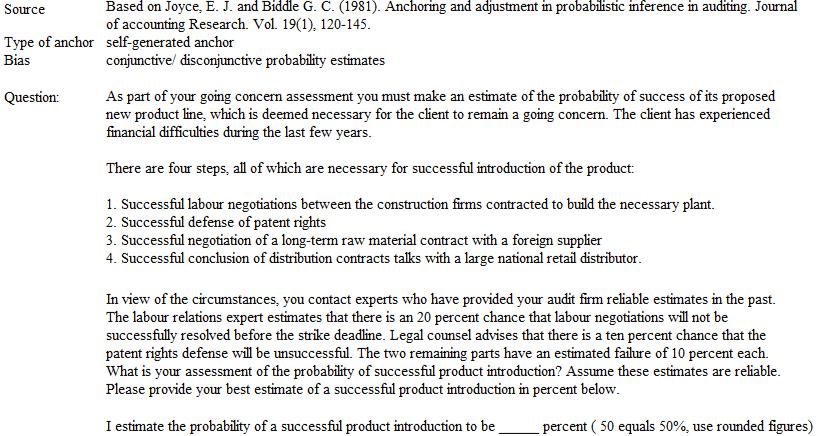 Source Based on Joyce, E. J. and Biddle G. C. (1981). Anchoring and adjustment in probabilistic inference in auditing. Journal
of accounting Research. Vol. 19(1), 120-145.
Type of anchor self-generated anchor
Bias conjunctive/ disconjunctive probability estimates
Question: As part of your going concern assessment you must make an estimate of the probability of success of its proposed
new product line, which is deemed necessary for the client to remain a going concern. The client has experienced
financial difficulties during the last few years.
There are four steps, all of which are necessary for successful introduction of the product:
1. Successful labour negotiations between the construction firms contracted to build the necessary plant.
2. Successful defense of patent rights
3. Successful negotiation of a long-term raw material contract with a foreign supplier
4. Successful conclusion of distribution contracts talks with a large national retail distributor.
In view of the circumstances, you contact experts who have provided your audit firm reliable estimates in the past.
The labour relations expert estimates that there is an 20 percent chance that labour negotiations will not be
successfully resolved before the strike deadline. Legal counsel advises that there is a ten percent chance that the
patent rights defense will be unsuccessful. The two remaining parts have an estimated failure of 10 percent each.
What is your assessment of the probability of successful product introduction? Assume these estimates are reliable.
Please provide your best estimate of a successful product introduction in percent below.
I estimate the probability of a successful product introduction to be ______ percent ( 50 equals 50%, use rounded figures)